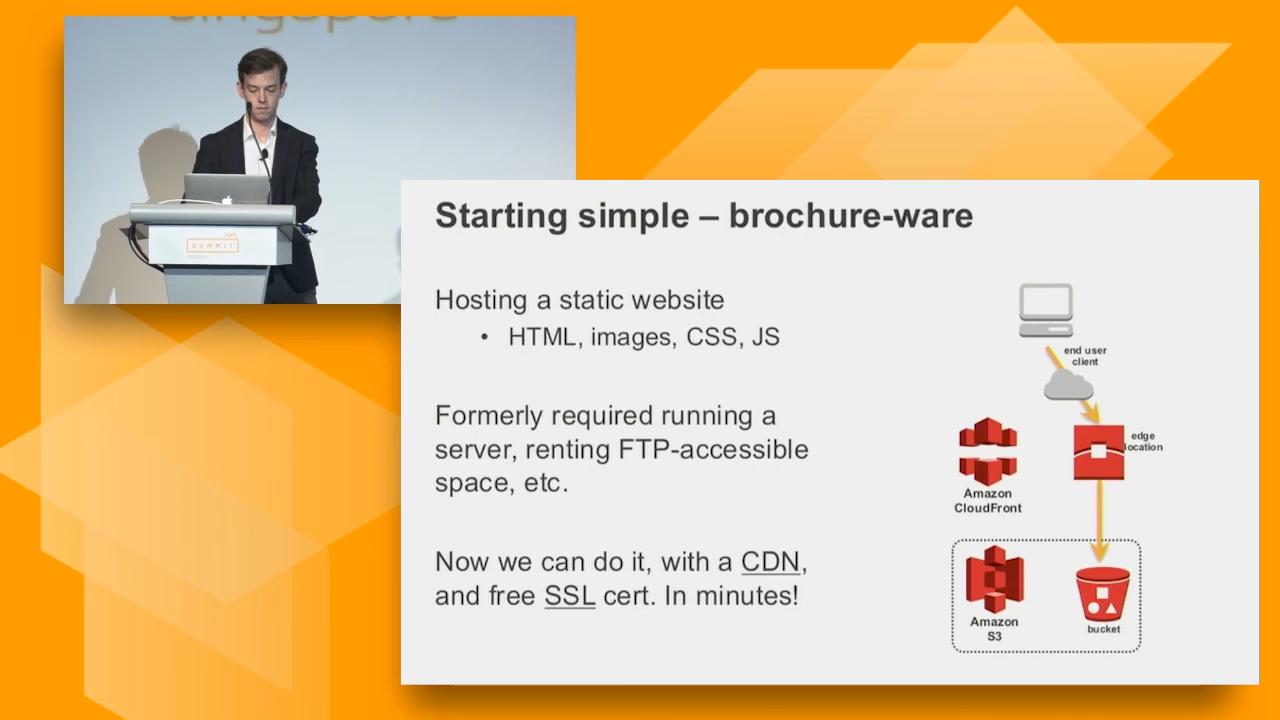 singapore
aws
SUMMIT
Starting simple – brochure-ware
Hosting a static website
• HTML, images, CSS, JS
Formerly required running a
server, renting FTP-accessible
space, etc.
Now we can do it, with a CDN,
and free SSL cert. In minutes!
end user
client
edge
location
Amazon
CloudFront
Amazon
S3
bucket